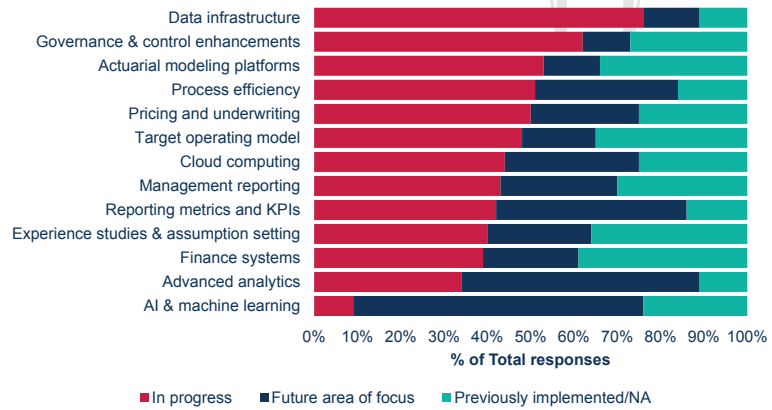 Data infrastructure
Governance & control enhancements
Actuarial modeling platforms
Process efficiency
Pricing and underwriting
Target operating model
Cloud computing
Management reporting
Reporting metrics and KPIs
Experience studies & assumption setting
Finance systems
Advanced analytics
AI & machine learning
0% 10% 20% 30% 40% 50% 60% 70% 80% 90% 100%
% of Total responses
In progress Future area of focus Previously implemented/NA